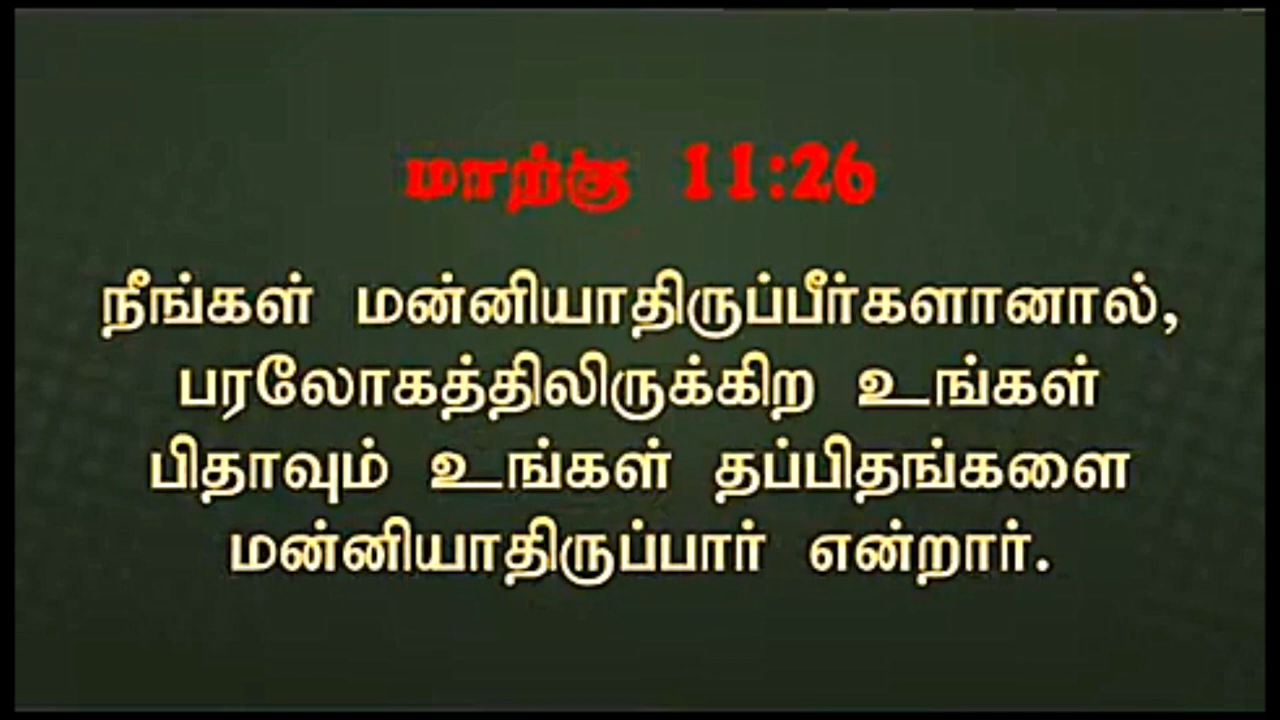 மாற்கு 11:26
நீங்கள் மன்னியாதிருப்பீர்களானால்,
பரலோகத்திலிருக்கிற உங்கள்
பிதாவும் உங்கள் தப்பிதங்களை
மன்னியாதிருப்பார் என்றார்.